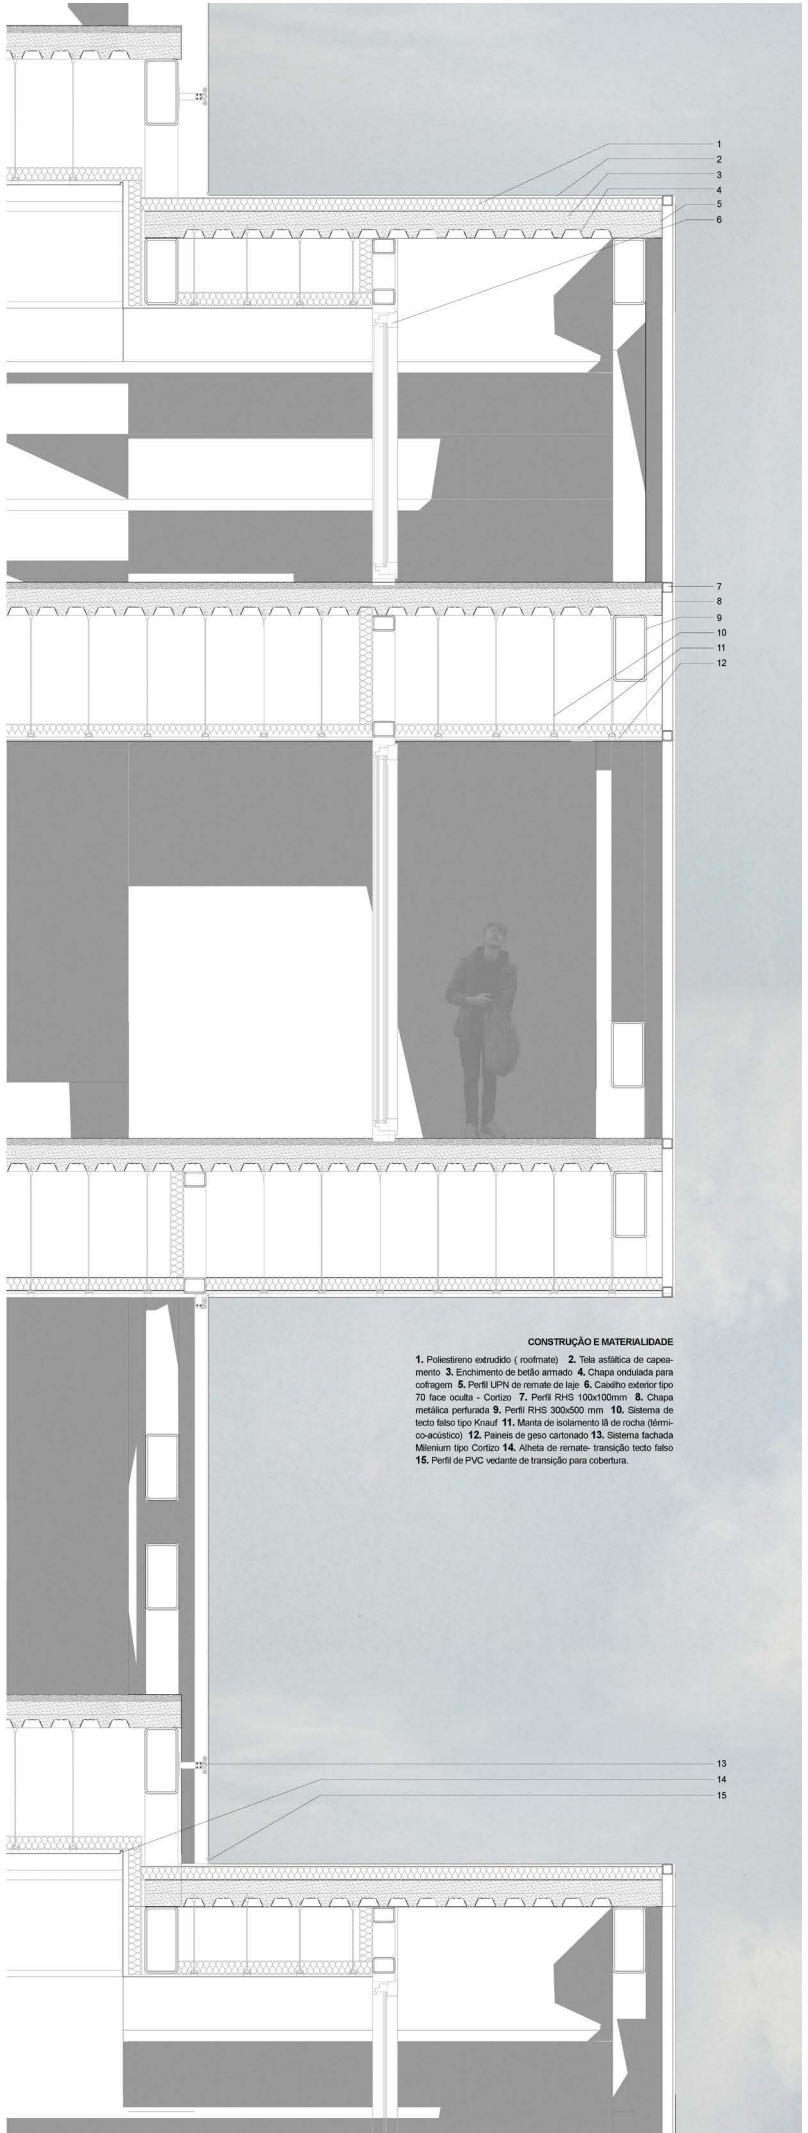 1
2
3
4
5
6
7
8
9
10
11
12
CONSTRUÇÃO E MATERIALIDADE
1. Poliestireno extrudido ( roofmate) 2. Tela asfáltica de capea-
mento 3. Enchimento de betão armado 4. Chapa ondulada para
cofragem 5. Perfil UPN de remate de laje 6. Caixilho exterior tipo
70 face oculta - Cortizo 7. Perfil RHS 100x100mm 8. Chapa
metálica perfurada 9. Perfil RHS 300x500 mm 10. Sistema de
tecto falso tipo Knauf 11. Manta de isolamento lã de rocha (térmi-
co-acústico) 12. Paineis de geso cartonado 13. Sistema fachada
Milenium tipo Cortizo 14. Alheta de remate- transição tecto falso
15. Perfil de PVC vedante de transição para cobertura.
13
14
15